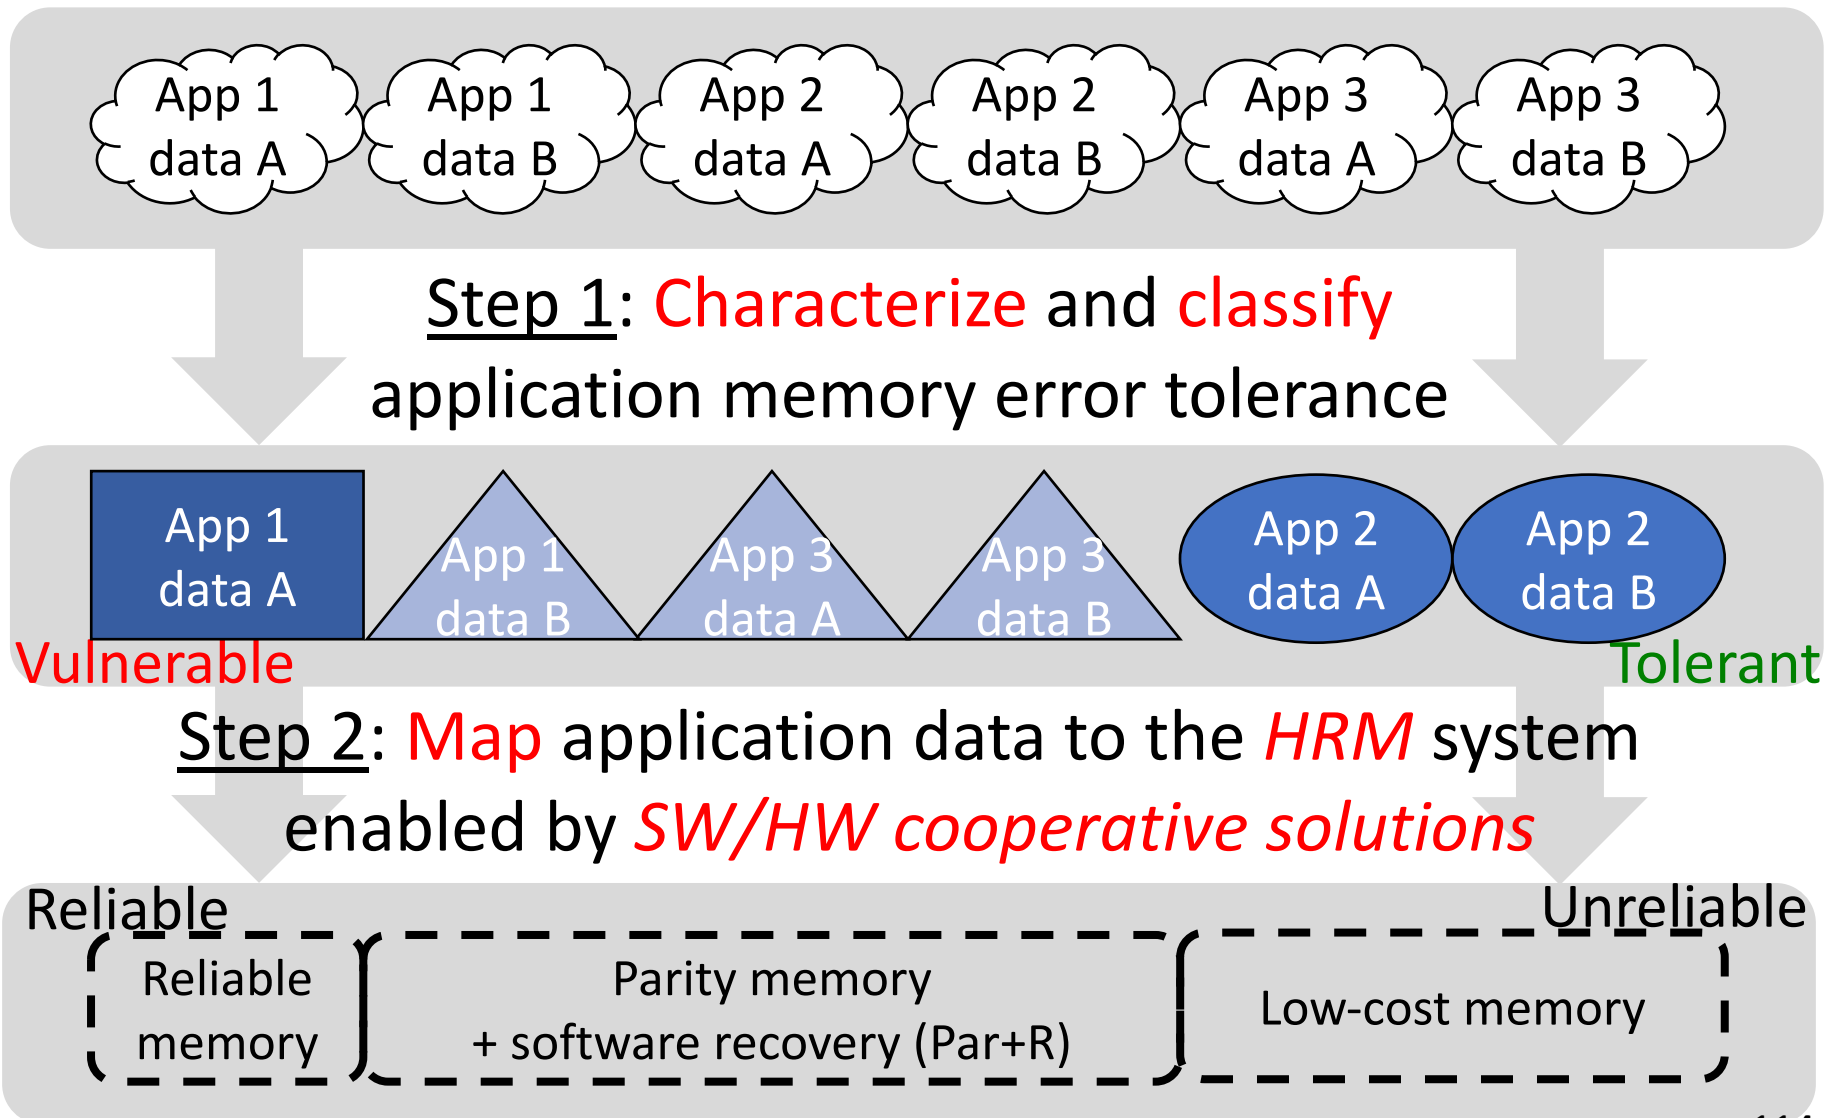 App 1
data A
App 1
data B
App 2
data A
App 2
data B
App 3
data A
App 3
data B
Step 1: Characterize and classify
application memory error tolerance
App 1
data A
App 1
data B
App 3
data A
App 3
data B
App 2
data A
App 2
data B
Vulnerable
Tolerant
Step 2: Map application data to the HRM system
enabled by SW/HW cooperative solutions
Reliable
Unreliable
Reliable
memory
Parity memory
+ software recovery (Par+R)
Low-cost memory